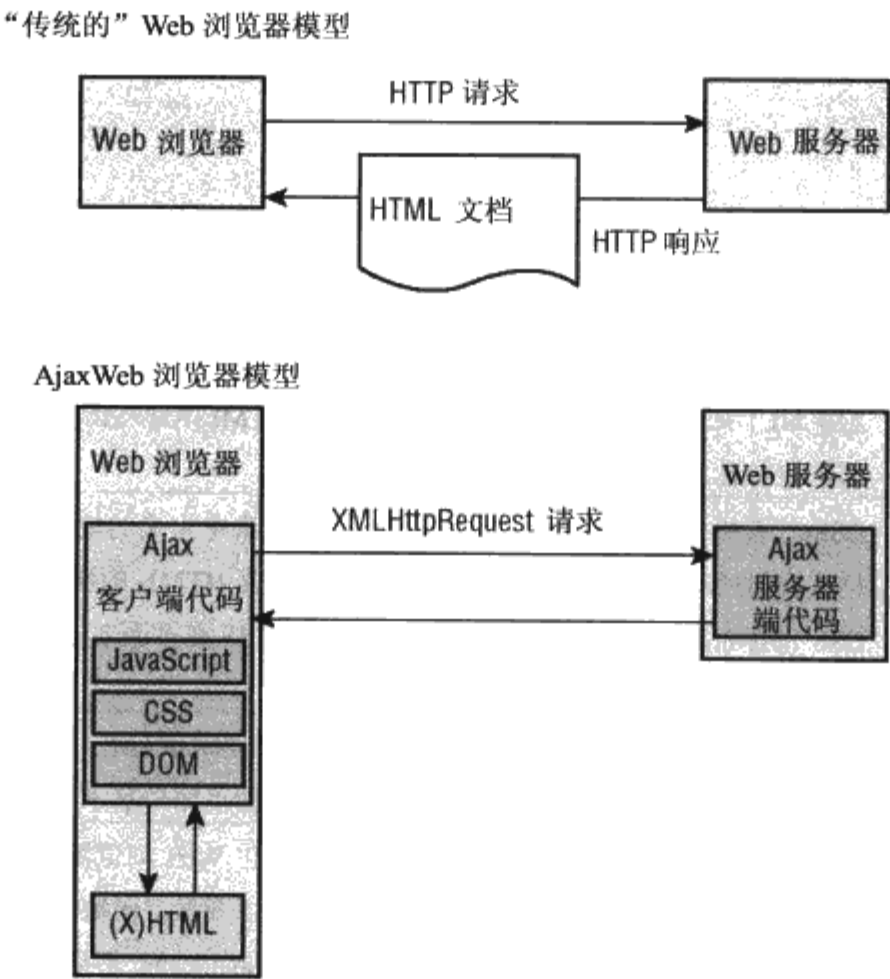 “传统的”Web 浏览器模型
HTTP 请求
Web 浏览器
Web 服务器
HTML 文档
HTTP 响应
AjaxWeb 浏览器模型
Web 浏览器
Web 服务器
XMLHttpRequest 请求
Ajax
客户端代码
Ajax
服务器
端代码
JavaScript
CSS
DOM
(X)HTML